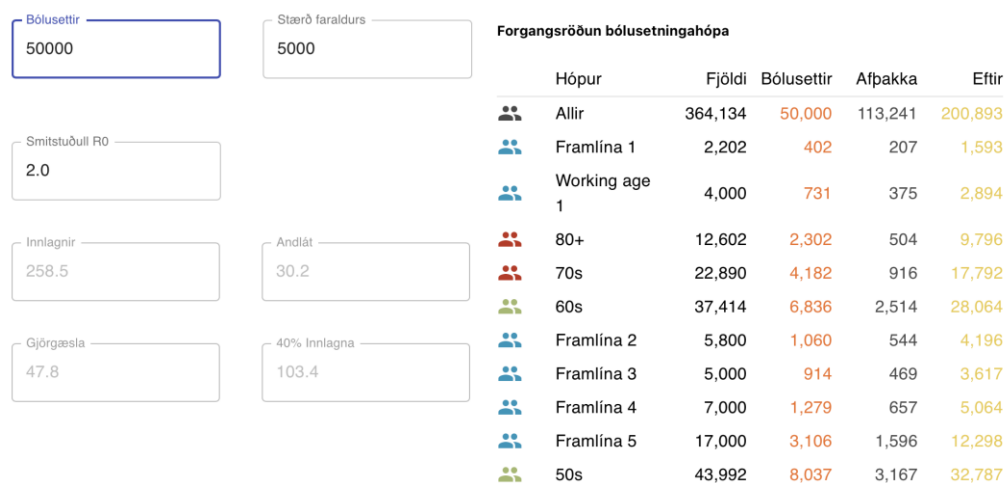 Bólusettir
50000
Stærð faraldurs
5000
Smitstuðull R0
2.0
Innlagnir
258.5
Andlát
30.2
Gjörgæsla
47.8
40% Innlagna
103.4
Forgangsröðun bólusetningahópa
Hópur Fjöldi Bólusettir Afþakka Eftir
Allir 364,134 50,000 113,241 200,893
Framlína 1 2,202 402 207 1,593
Working age
1 4,000 731 375 2,894
80+ 12,602 2,302 504 9,796
70s 22,890 4,182 916 17,792
60s 37,414 6,836 2,514 28,064
Framlína 2 5,800 1,060 544 4,196
Framlína 3 5,000 914 469 3,617
Framlína 4 7,000 1,279 657 5,064
Framlína 5 17,000 3,106 1,596 12,298
50s 43,992 8,037 3,167 32,787